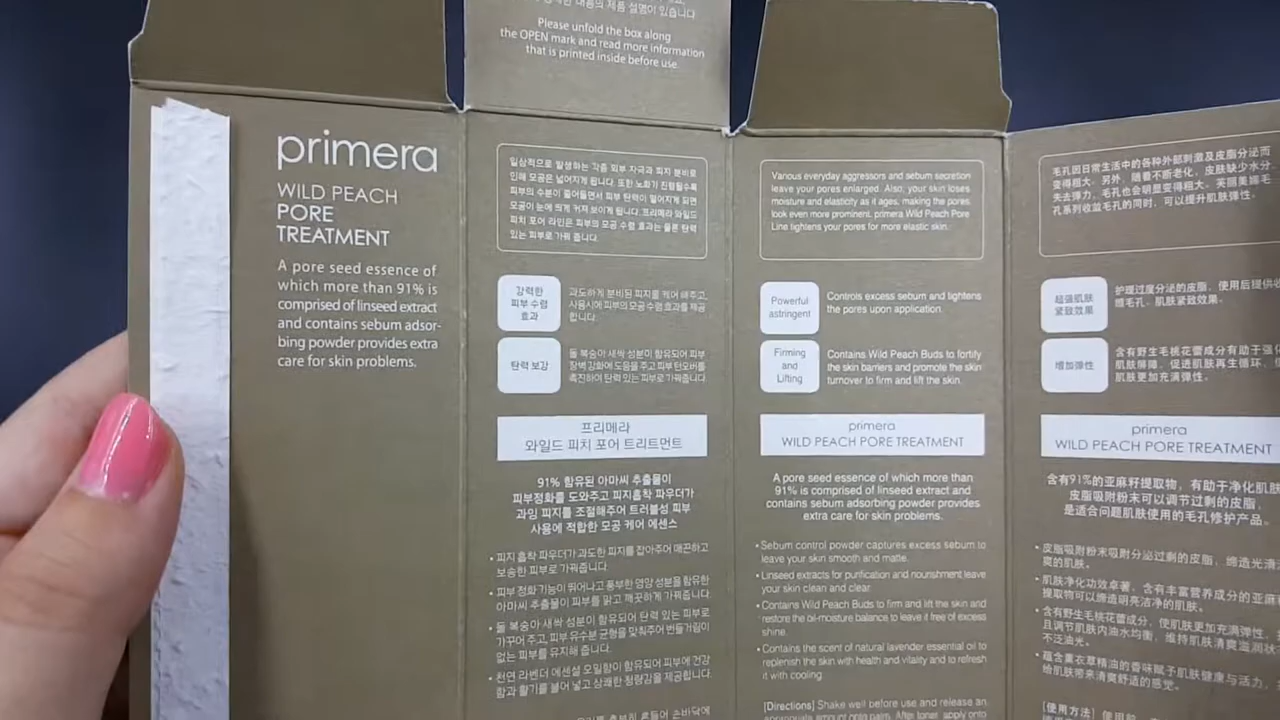 제품 설명이 있습니다
Please unfold the box along
the OPEN mark and read more information
that is printed inside before use.
primera
WILD PEACH
PORE
TREATMENT
A pore seed essence of
which more than 91% is
comprised of linseed extract
and contains sebum adsor-
bing powder provides extra
care for skin problems.
일상적으로 발생하는 각종 외부 자극과 피지 분비로
인해 모공은 넓어지게 됩니다. 또한 노화가 진행될수록
피부의 수분이 줄어들면서 피부 탄력이 떨어지게 되면
모공이 눈에 띄게 커져 보이게 됩니다. 프리메라 와일드
피치 포어 라인은 피부의 모공 수렴 효과는 물론 탄력
있는 피부로 가꿔 줍니다.
강력한
피부 수렴
효과
과도하게 분비된 피지를 케어 해주고,
사용시에 피부의 모공 수렴 효과를 제공
합니다.
탄력 보강
돌 복숭아 새싹 성분이 함유되어 피부
장벽 강화에 도움을 주고 피부 턴오버를
촉진하여 탄력 있는 피부로 가꿔줍니다.
프리메라
와일드 피치 포어 트리트먼트
91% 함유된 아마씨 추출물이
피부정화를 도와주고 피지흡착 파우더가
과잉 피지를 조절해주어 트러블성 피부
사용에 적합한 모공 케어 에센스
• 피지 흡착 파우더가 과도한 피지를 잡아주어 매끈하고
보송한 피부로 가꿔줍니다.
• 피부 정화 기능이 뛰어나고 풍부한 영양 성분을 함유한
아마씨 추출물이 피부를 맑고 깨끗하게 가꿔줍니다.
• 돌 복숭아 새싹 성분이 함유되어 탄력 있는 피부로
가꾸어 주고, 피부 유수분 균형을 맞춰주어 번들거림이
없는 피부를 유지해 줍니다.
• 천연 라벤더 에센셜 오일향이 함유되어 피부에 건강
함과 활기를 불어 넣고 상쾌한 청량감을 제공합니다.
충분히 흔들어 손바닥에
Various everyday aggressors and sebum secretion
leave your pores enlarged. Also, your skin loses
moisture and elasticity as it ages, making the pores
look even more prominent. primera Wild Peach Pore
Line tightens your pores for more elastic skin.
Powerful
astringent
Controls excess sebum and tightens
the pores upon application.
Firming
and
Lifting
Contains Wild Peach Buds to fortify
the skin barriers and promote the skin
turnover to firm and lift the skin.
primera
WILD PEACH PORE TREATMENT
A pore seed essence of which more than
91% is comprised of linseed extract and
contains sebum adsorbing powder provides
extra care for skin problems.
• Sebum control powder captures excess sebum to
leave your skin smooth and matte.
• Linseed extracts for purification and nourishment leave
your skin clean and clear.
• Contains Wild Peach Buds to firm and lift the skin and
restore the oil-moisture balance to leave it free of excess
shine.
• Contains the scent of natural lavender essential oil to
replenish the skin with health and vitality and to refresh
it with cooling
[Directions] Shake well before use and release an
appropriate amount onto palm. After toner, apply onto
毛孔因日常生活中的各种外部刺激及皮脂分泌而
变得粗大。另外，随着不断老化，皮肤缺少水分、
失去弹力，毛孔也会明显变得粗大。芙丽美娜毛
孔系列收敛毛孔的同时，可以提升肌肤弹性。
超强肌肤
紧致效果
护理过度分泌的皮脂，使用后提供收
缩毛孔、肌肤紧致效果。
增加弹性
含有野生毛桃花蕾成分有助于强化
肌肤屏障，促进肌肤再生循环，使
肌肤更加充满弹性。
primera
WILD PEACH PORE TREATMENT
含有91%的亚麻籽提取物，有助于净化肌肤
皮脂吸附粉末可以调节过剩的皮脂，
是适合问题肌肤使用的毛孔修护产品。
• 皮脂吸附粉末吸附分泌过剩的皮脂，缔造光滑清
爽的肌肤。
• 肌肤净化功效卓著、含有丰富营养成分的亚麻籽
提取物可以缔造明亮洁净的肌肤。
• 含有野生毛桃花蕾成分，使肌肤更加充满弹性，
且调节肌肤内油水均衡，维持肌肤清爽滋润状
不泛油光。
• 蕴含薰衣草精油的香味赋予肌肤健康与活力，
给肌肤带来清爽舒适的感觉。
[使用方法] 使用前